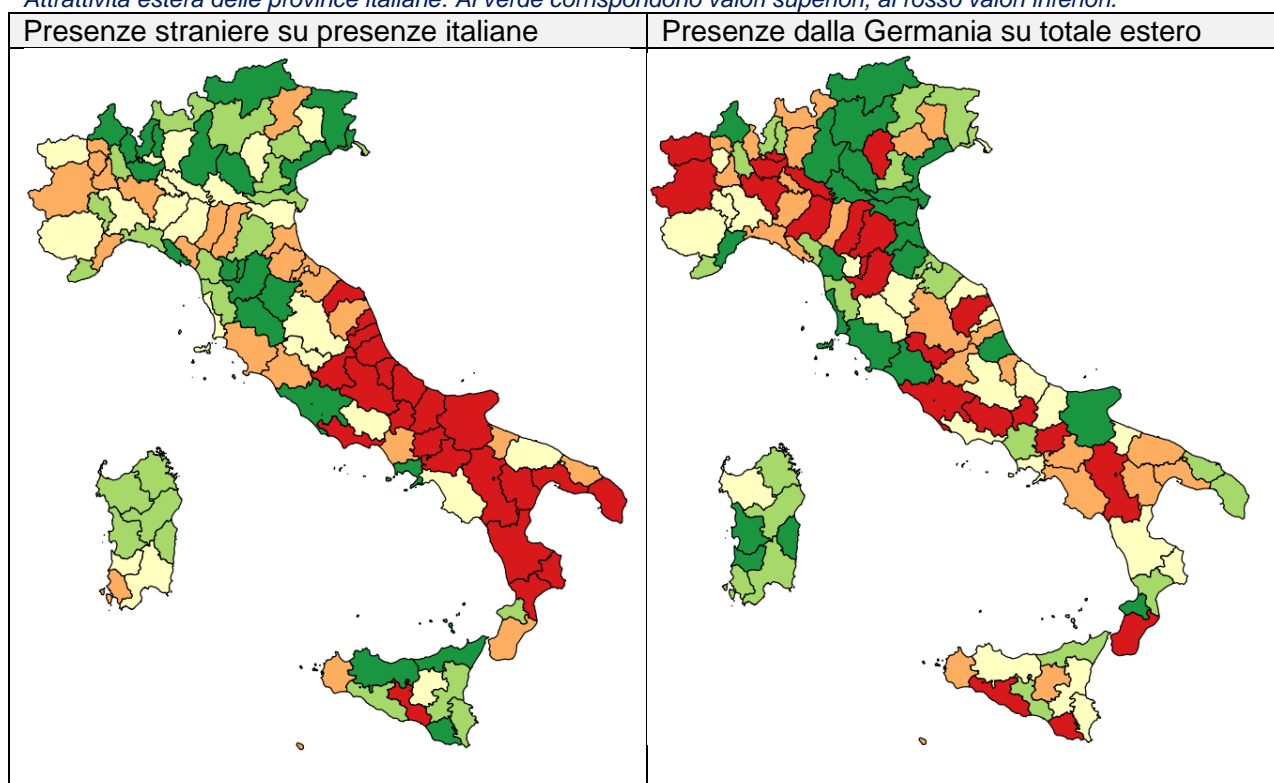 Attrattività estera delle province italiane. Al verde corrispondono valori superiori, al rosso valori inferiori.
Presenze straniere su presenze italiane
Presenze dalla Germania su totale estero